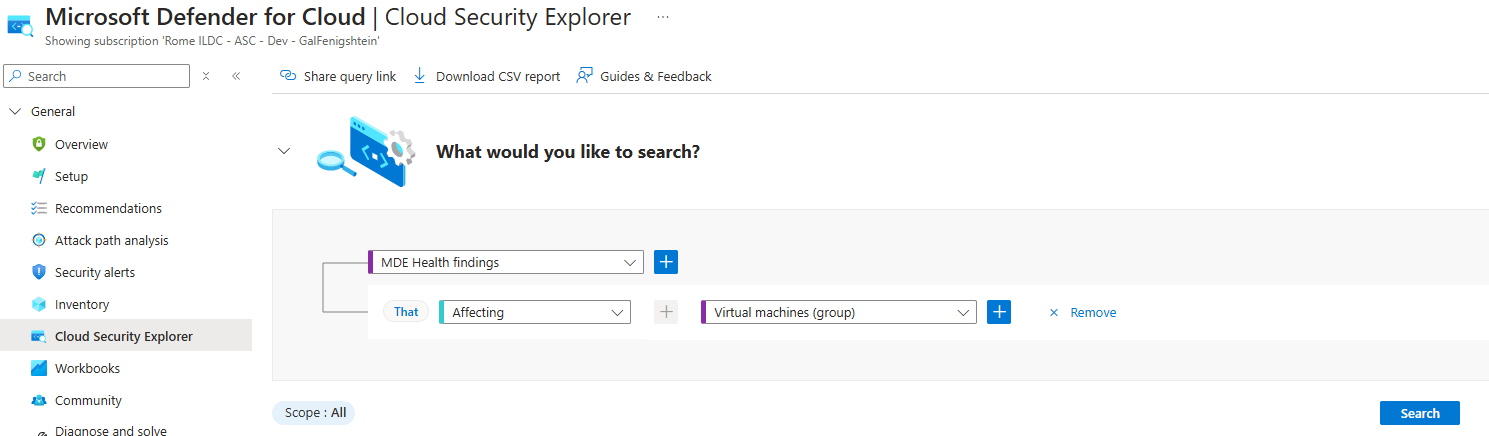 Microsoft Defender for Cloud | Cloud Security Explorer ...
Showing subscription 'Rome ILDC - ASC - Dev - GalFenigshtein'
Search
Share query link
Download CSV report
Guides & Feedback
General
Overview
Setup
Recommendations
Attack path analysis
Security alerts
Inventory
Cloud Security Explorer
Workbooks
Community
Diagnose and solve
What would you like to search?
MDE Health findings
That
Affecting
Virtual machines (group)
Remove
Scope : All
Search